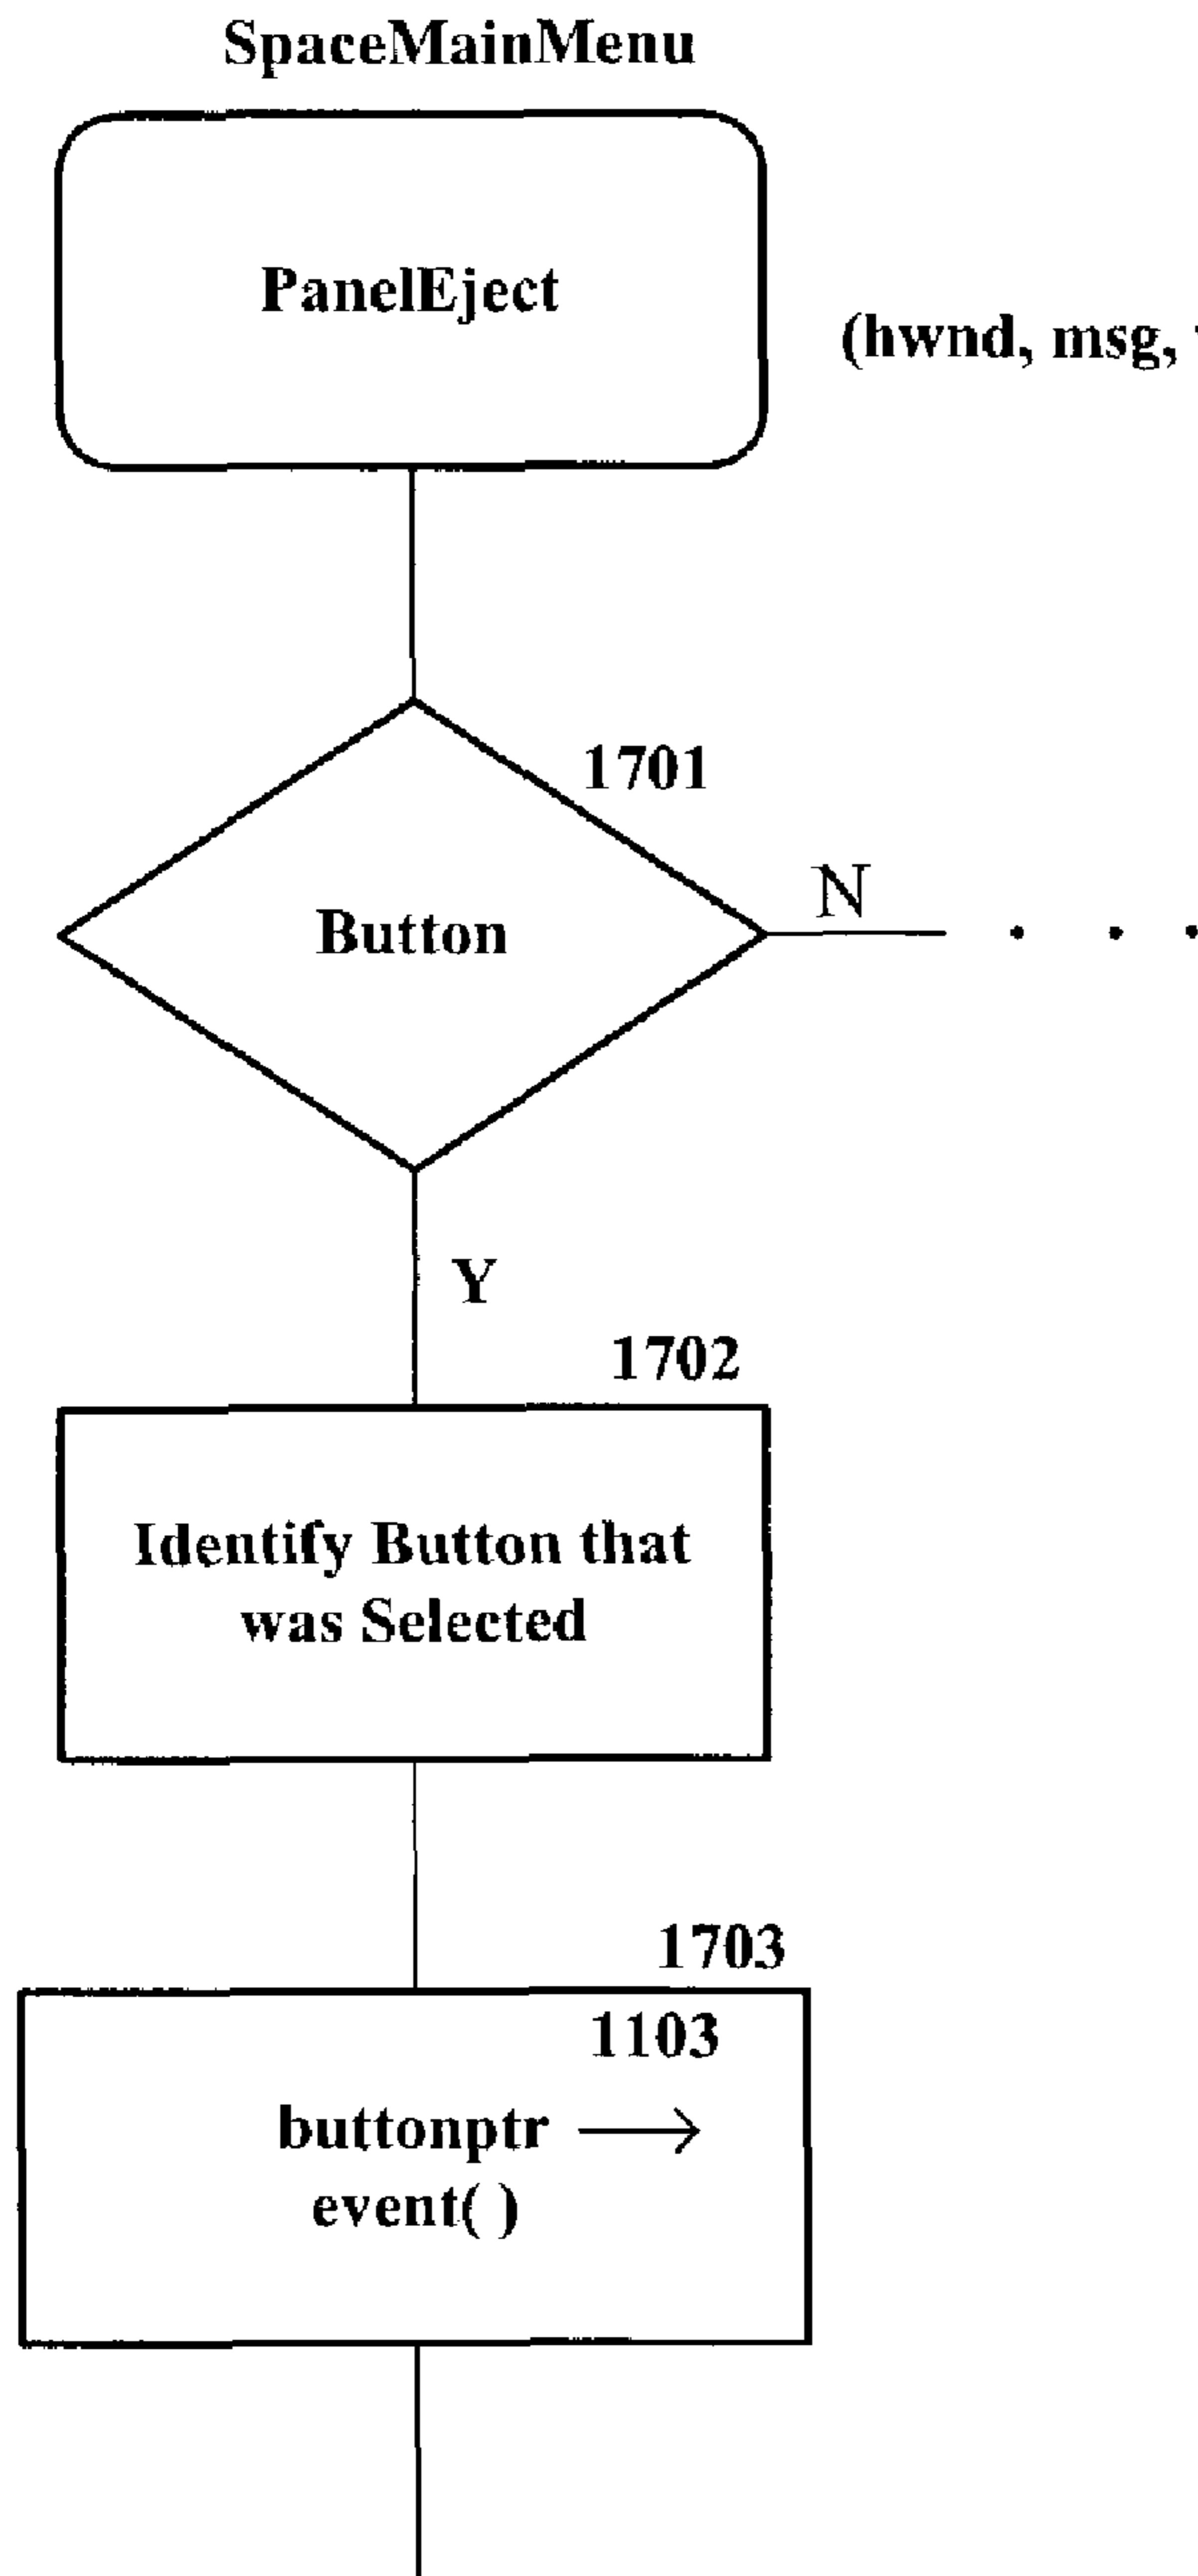 SpaceMainMenu
PanelEject
(hwnd, msg,
1701
Button
N
. . .
Y
1702
Identify Button that
was Selected
1703
1103
buttonptr →
event( )